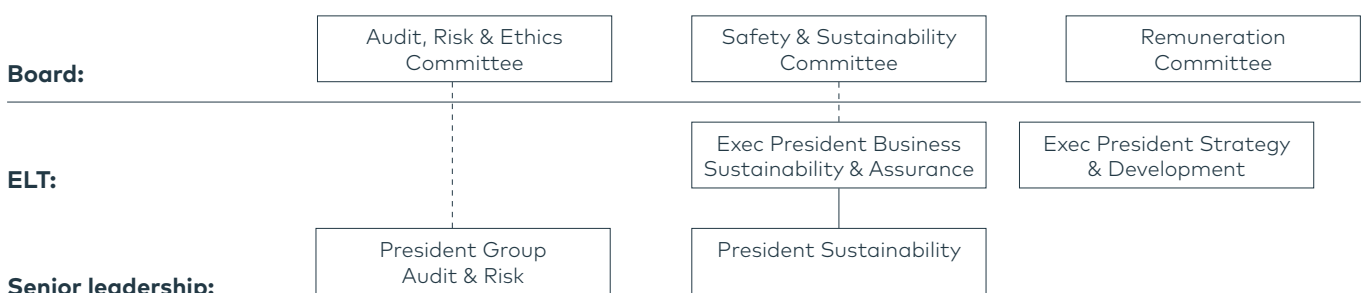 Audit, Risk & Ethics
Committee
Safety & Sustainability
Committee
Remuneration
Committee
Board:
Exec President Business
Sustainability & Assurance
Exec President Strategy
& Development
ELT:
President Group
Audit & Risk
President Sustainability
Senior leadership: